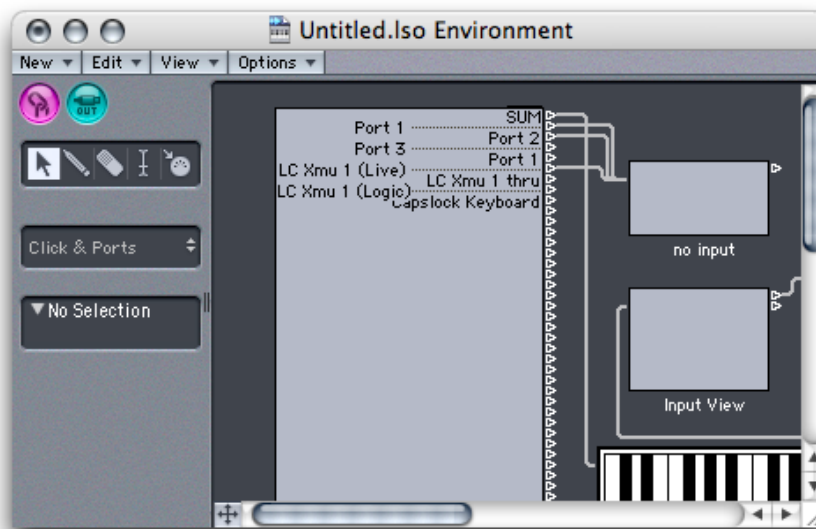 Untitled.lso Environment
New Edit View Options
OUT
SUM
Port 1
Port 2
Port 3
Port 1
LC Xmu 1 (Live)
LC Xmu 1 thru
LC Xmu 1 (Logic)
Capslock Keyboard
Click & Ports
No Selection
no input
Input View